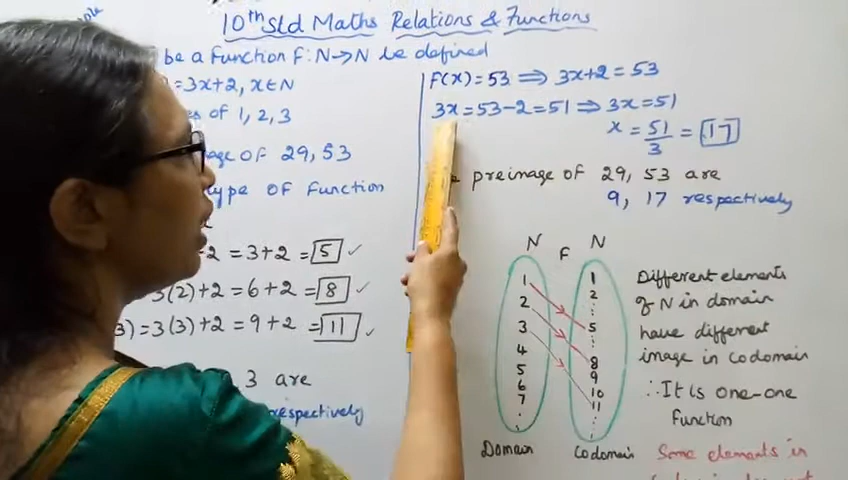 10th Std Maths Relations & Functions
be a Function F: N→N be defined
=3x+2, x∈N
of 1, 2, 3
of 29, 53
type of Function
+2 = 3+2 = 5 ✓
3(2)+2 = 6+2 = 8 ✓
3) = 3(3)+2 = 9+2 = 11 ✓
3 are
respectively
F(x) = 53 ⟹ 3x+2 = 53
3x = 53-2 = 51 ⟹ 3x = 51
x = 51/3 = 17
preimage of 29, 53 are
9, 17 respectively
N F N
1 2 3 4 5 6 7 :
1 2 : 5 : 8 9 10 11 :
Domain
Codomain
Different elements
of N in domain
have different
image in codomain
∴ It is one-one
Function
Some elements in